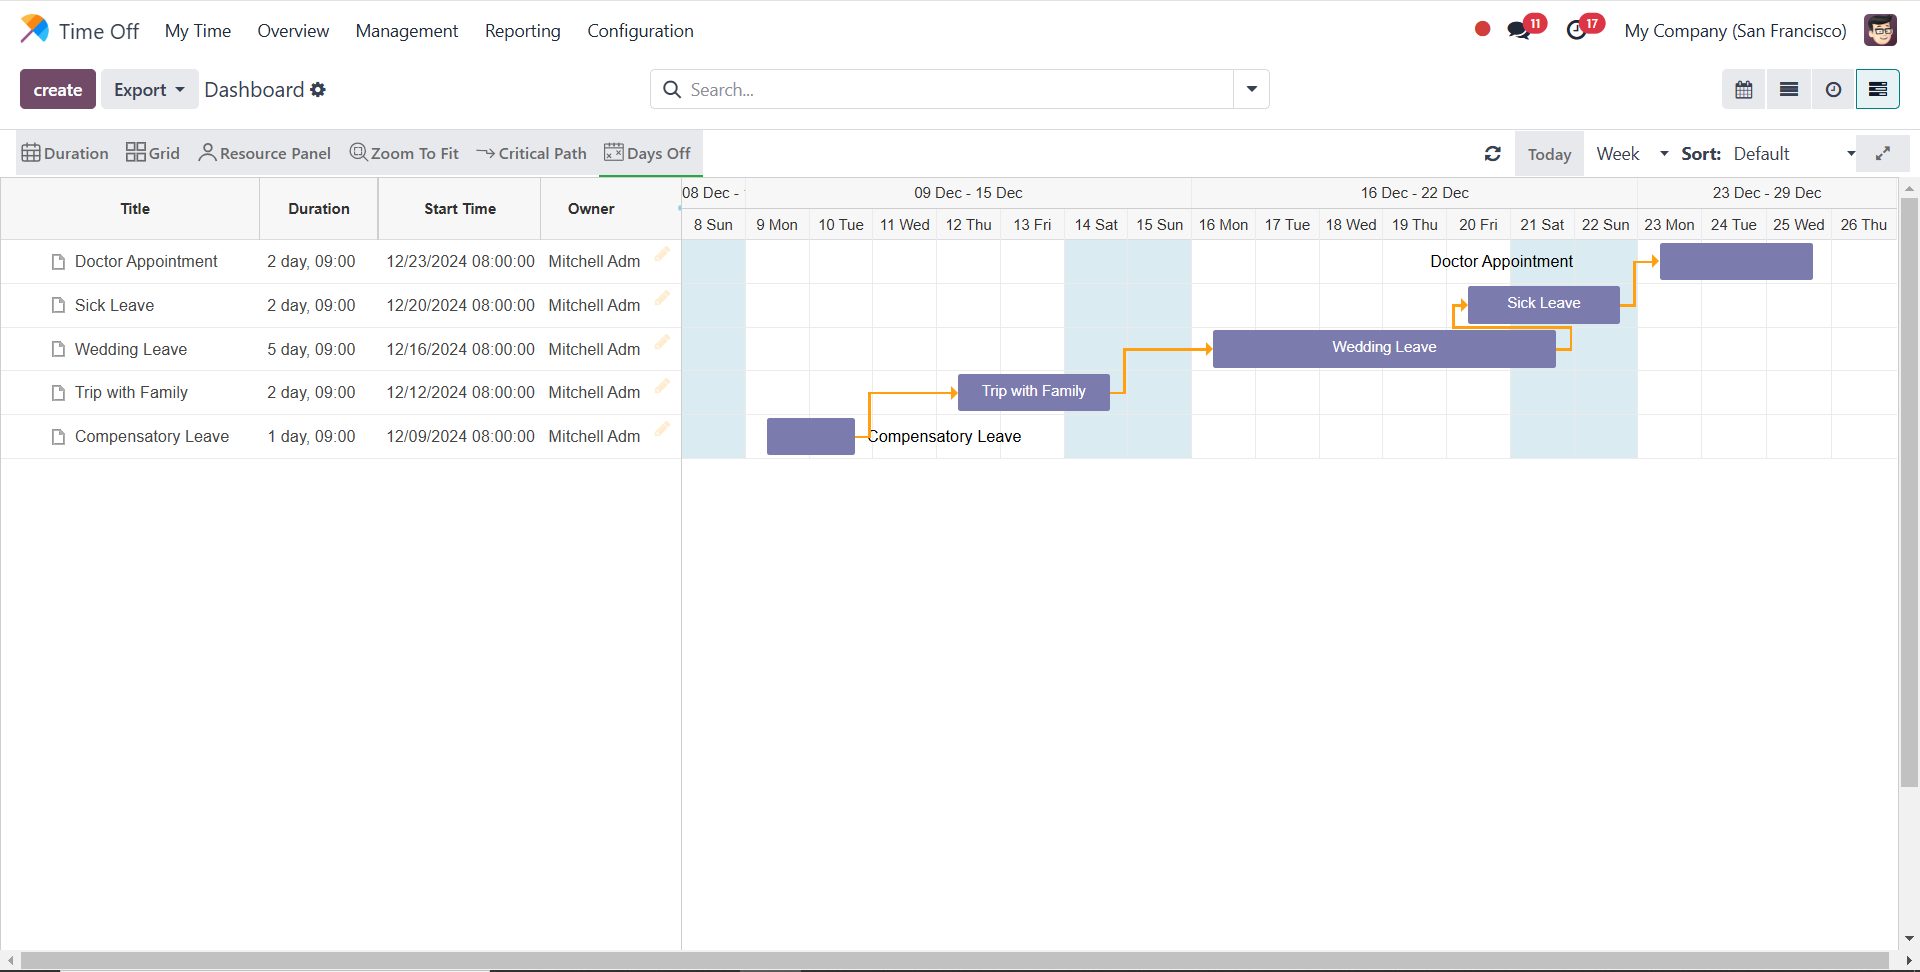 Time Off My Time Overview Management Reporting Configuration 11 17 My Company (San Francisco)
create Export Dashboard Search...
Duration Grid Resource Panel Zoom To Fit Critical Path Days Off Today Week Sort: Default
Title Duration Start Time Owner
08 Dec - 09 Dec - 15 Dec 16 Dec - 22 Dec 23 Dec - 29 Dec
8 Sun 9 Mon 10 Tue 11 Wed 12 Thu 13 Fri 14 Sat 15 Sun 16 Mon 17 Tue 18 Wed 19 Thu 20 Fri 21 Sat 22 Sun 23 Mon 24 Tue 25 Wed 26 Thu
Doctor Appointment 2 day, 09:00 12/23/2024 08:00:00 Mitchell Adm Doctor Appointment
Sick Leave 2 day, 09:00 12/20/2024 08:00:00 Mitchell Adm Sick Leave
Wedding Leave 5 day, 09:00 12/16/2024 08:00:00 Mitchell Adm Wedding Leave
Trip with Family 2 day, 09:00 12/12/2024 08:00:00 Mitchell Adm Trip with Family
Compensatory Leave 1 day, 09:00 12/09/2024 08:00:00 Mitchell Adm Compensatory Leave